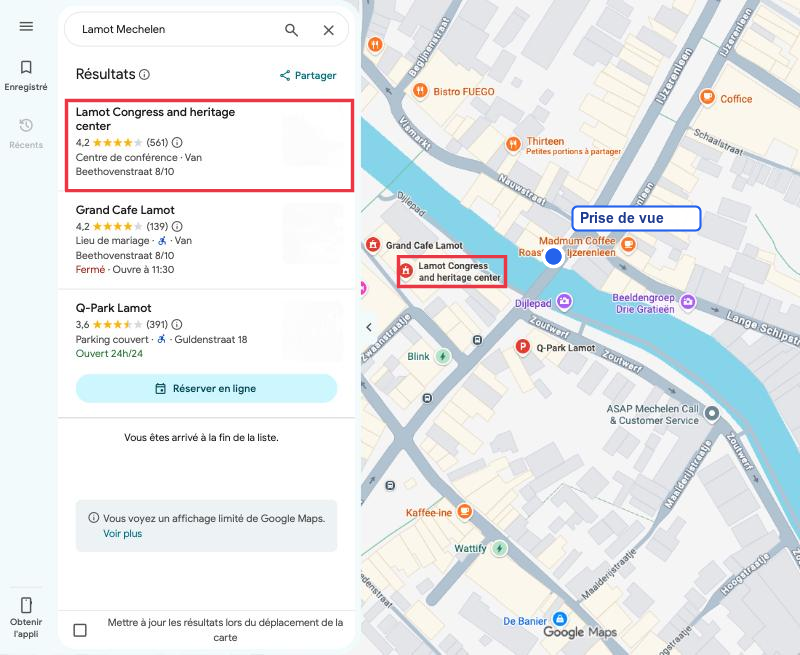 Lamot Mechelen
Enregistré
Récents
Résultats
Partager
Lamot Congress and heritage
center
4,2 (561)
Centre de conférence · Van
Beethovenstraat 8/10
Grand Cafe Lamot
4,2 (139)
Lieu de mariage · · Van
Beethovenstraat 8/10
Fermé · Ouvre à 11:30
Q-Park Lamot
3,6 (391)
Parking couvert · · Guldenstraat 18
Ouvert 24h/24
Réserver en ligne
Vous êtes arrivé à la fin de la liste.
Vous voyez un affichage limité de Google Maps.
Voir plus
Obtenir
l'appli
Mettre à jour les résultats lors du déplacement de la
carte
Begijnenstraat
IJzerenleen
IJzerenleen
Bistro FUEGO
Coffice
Vismarkt
Thirteen
Petites portions à partager
Schaalstraat
Nauwstraat
Dijlepad
Prise de vue
Grand Cafe Lamot
Madmum Coffee
Lamot Congress
and heritage center
Dijlepad
Beeldengroep
Drie Gratieën
Zoutwerf
Q-Park Lamot
Blink
Zoutwerf
ASAP Mechelen Call
& Customer Service
Zoutwerf
Maalderijstraatje
Kaffee-ine
Wattify
Hoogstraatje
Maalderijstraatje
De Banier
Google Maps